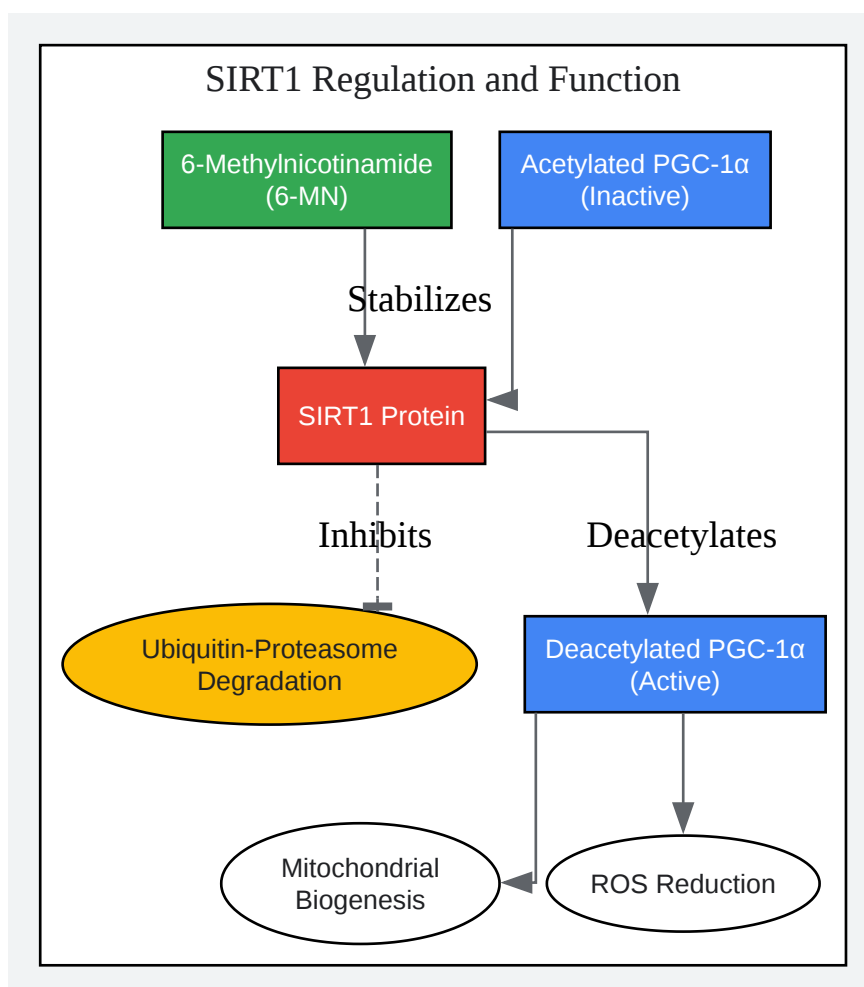 SIRT1 Regulation and Function
6-Methylnicotinamide
(6-MN)
Acetylated PGC-1α
(Inactive)
Stabilizes
SIRT1 Protein
Inhibits
Deacetylates
Ubiquitin-Proteasome
Degradation
Deacetylated PGC-1α
(Active)
Mitochondrial
Biogenesis
ROS Reduction